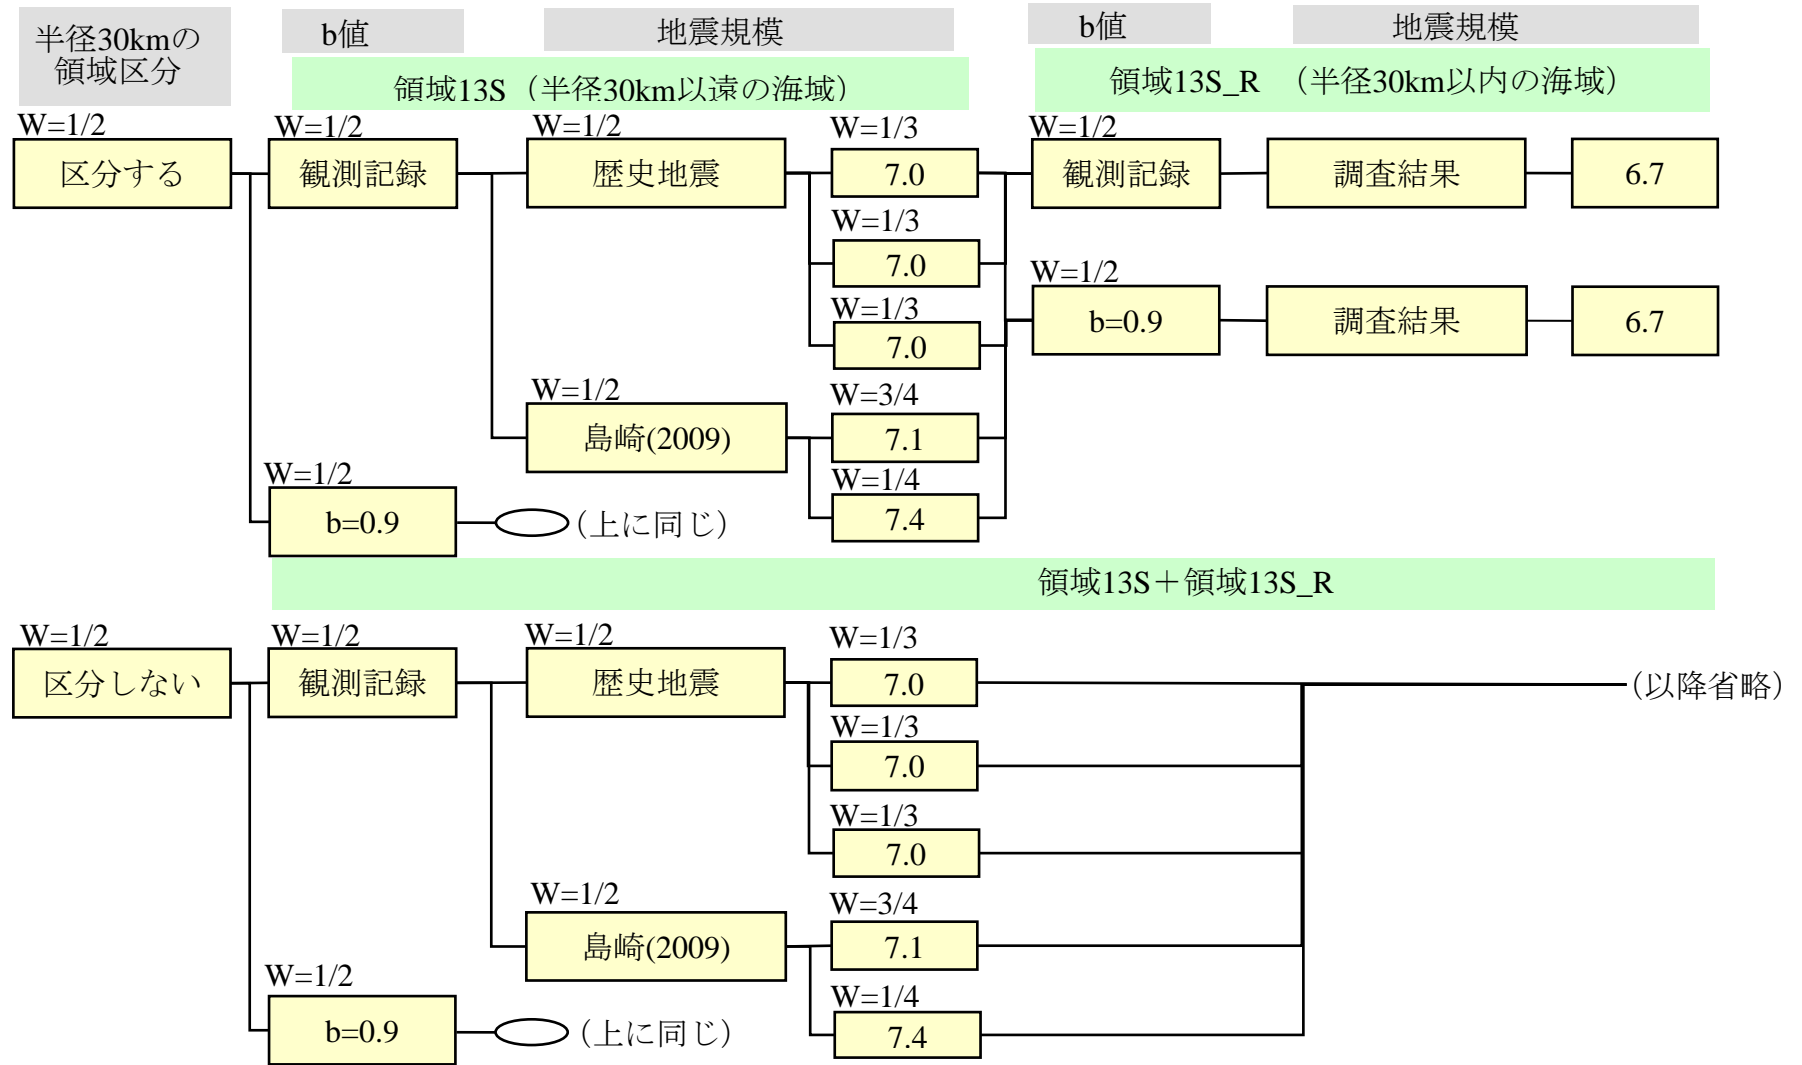 半径30kmの
領域区分
b値
地震規模
b値
地震規模
領域13S（半径30km以遠の海域）
領域13S_R （半径30km以内の海域）
W=1/2
W=1/2
W=1/2
W=1/3
W=1/2
区分する
観測記録
歴史地震
7.0
観測記録
調査結果
6.7
W=1/3
7.0
W=1/2
W=1/3
7.0
b=0.9
調査結果
6.7
W=1/2
W=3/4
島崎(2009)
7.1
W=1/2
W=1/4
b=0.9
（上に同じ）
7.4
領域13S＋領域13S_R
W=1/2
W=1/2
W=1/2
W=1/3
区分しない
観測記録
歴史地震
7.0
（以降省略）
W=1/3
7.0
W=1/3
7.0
W=1/2
W=3/4
島崎(2009)
7.1
W=1/2
W=1/4
b=0.9
（上に同じ）
7.4